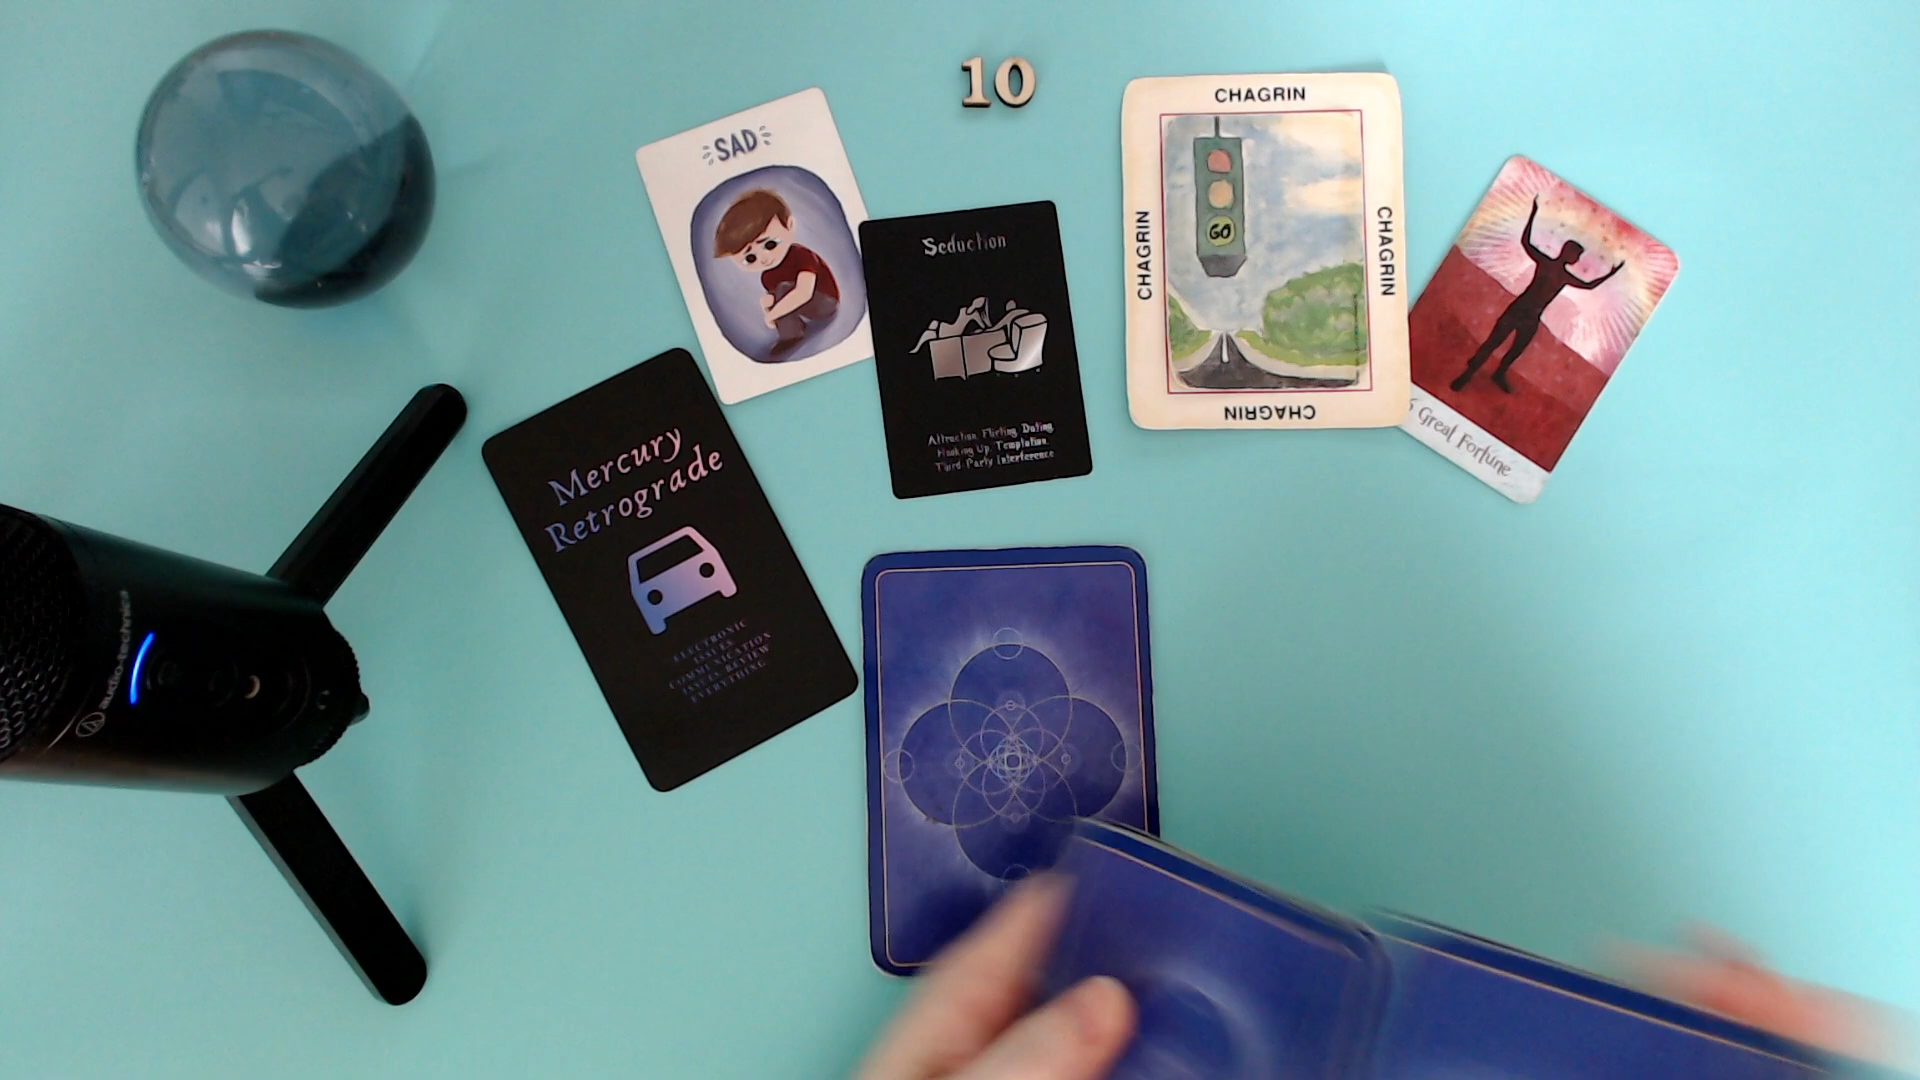 10
SAD
Seduction
Attraction. Flirting. Dating.
Hooking Up. Temptation.
Third Party Interference
CHAGRIN
CHAGRIN
CHAGRIN
CHAGRIN
GO
Great Fortune
Mercury
Retrograde
ELECTRONIC
ISSUES
COMMUNICATION
ISSUES REVIEW
EVERYTHING
audio-technica